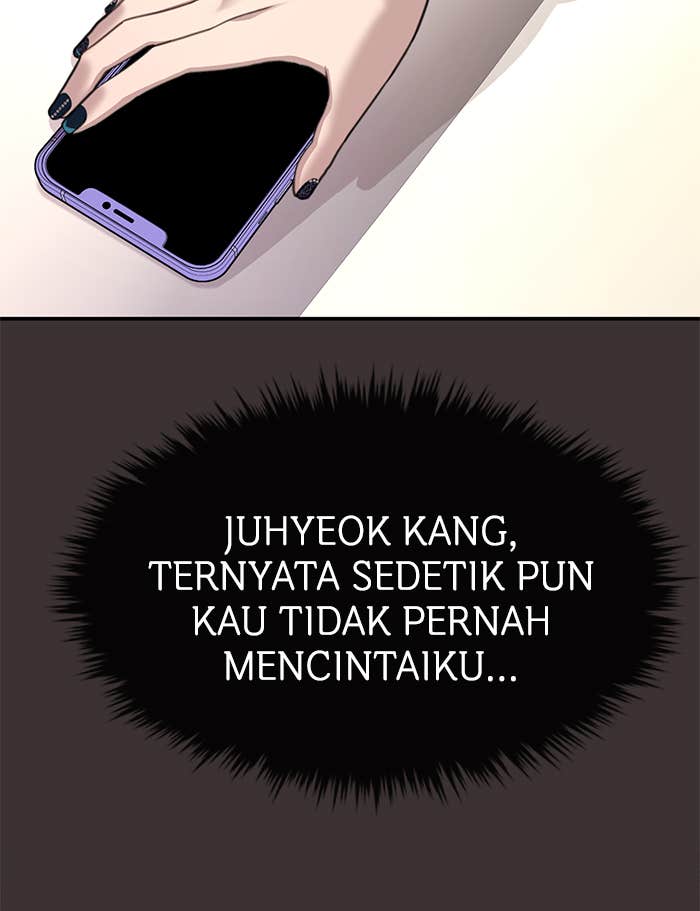 JUHYEOK KANG,
TERNYATA SEDETIK PUN
KAU TIDAK PERNAH
MENCINTAIKU...